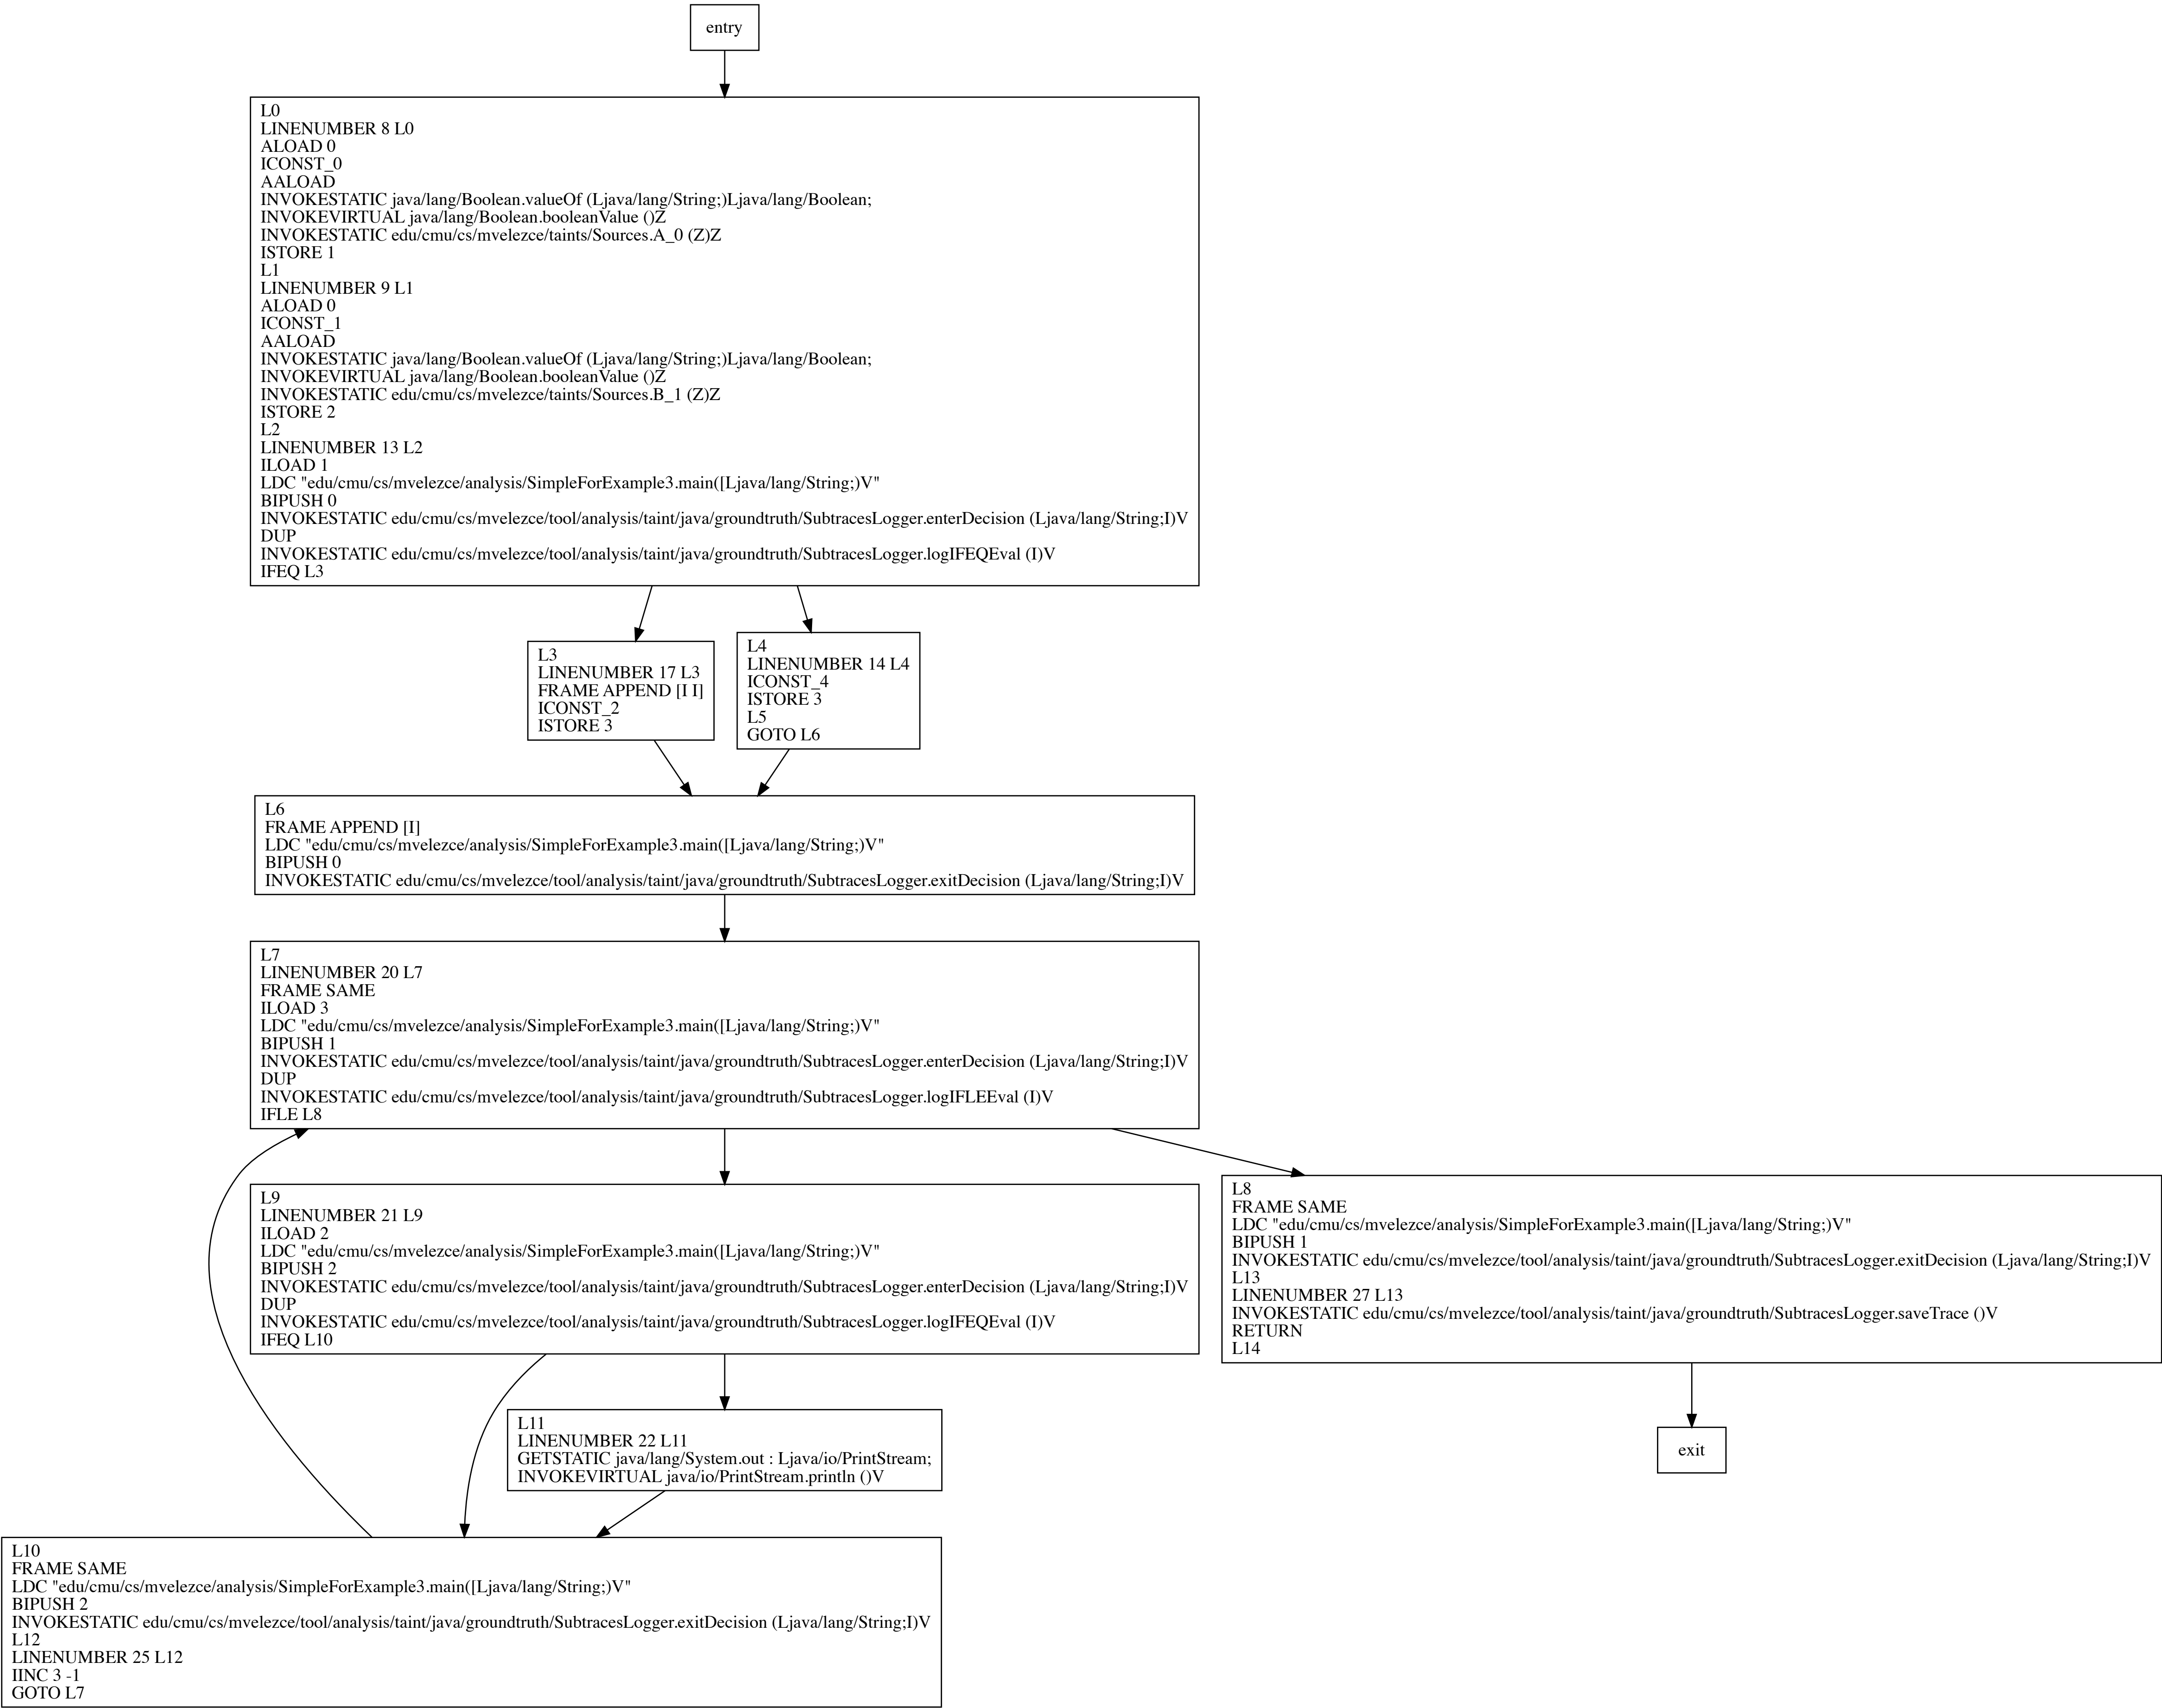 entry
L0
LINENUMBER 8 L0
ALOAD 0
ICONST_0
AALOAD
INVOKESTATIC java/lang/Boolean.valueOf (Ljava/lang/String;)Ljava/lang/Boolean;
INVOKEVIRTUAL java/lang/Boolean.booleanValue ()Z
INVOKESTATIC edu/cmu/cs/mvelezce/taints/Sources.A_0 (Z)Z
ISTORE 1
L1
LINENUMBER 9 L1
ALOAD 0
ICONST_1
AALOAD
INVOKESTATIC java/lang/Boolean.valueOf (Ljava/lang/String;)Ljava/lang/Boolean;
INVOKEVIRTUAL java/lang/Boolean.booleanValue ()Z
INVOKESTATIC edu/cmu/cs/mvelezce/taints/Sources.B_1 (Z)Z
ISTORE 2
L2
LINENUMBER 13 L2
ILOAD 1
LDC "edu/cmu/cs/mvelezce/analysis/SimpleForExample3.main([Ljava/lang/String;)V"
BIPUSH 0
INVOKESTATIC edu/cmu/cs/mvelezce/tool/analysis/taint/java/groundtruth/SubtracesLogger.enterDecision (Ljava/lang/String;I)V
DUP
INVOKESTATIC edu/cmu/cs/mvelezce/tool/analysis/taint/java/groundtruth/SubtracesLogger.logIFEQEval (I)V
IFEQ L3
L3
LINENUMBER 17 L3
FRAME APPEND [I I]
ICONST_2
ISTORE 3
L4
LINENUMBER 14 L4
ICONST_4
ISTORE 3
L5
GOTO L6
L6
FRAME APPEND [I]
LDC "edu/cmu/cs/mvelezce/analysis/SimpleForExample3.main([Ljava/lang/String;)V"
BIPUSH 0
INVOKESTATIC edu/cmu/cs/mvelezce/tool/analysis/taint/java/groundtruth/SubtracesLogger.exitDecision (Ljava/lang/String;I)V
L7
LINENUMBER 20 L7
FRAME SAME
ILOAD 3
LDC "edu/cmu/cs/mvelezce/analysis/SimpleForExample3.main([Ljava/lang/String;)V"
BIPUSH 1
INVOKESTATIC edu/cmu/cs/mvelezce/tool/analysis/taint/java/groundtruth/SubtracesLogger.enterDecision (Ljava/lang/String;I)V
DUP
INVOKESTATIC edu/cmu/cs/mvelezce/tool/analysis/taint/java/groundtruth/SubtracesLogger.logIFLEEval (I)V
IFLE L8
L9
LINENUMBER 21 L9
ILOAD 2
LDC "edu/cmu/cs/mvelezce/analysis/SimpleForExample3.main([Ljava/lang/String;)V"
BIPUSH 2
INVOKESTATIC edu/cmu/cs/mvelezce/tool/analysis/taint/java/groundtruth/SubtracesLogger.enterDecision (Ljava/lang/String;I)V
DUP
INVOKESTATIC edu/cmu/cs/mvelezce/tool/analysis/taint/java/groundtruth/SubtracesLogger.logIFEQEval (I)V
IFEQ L10
L8
FRAME SAME
LDC "edu/cmu/cs/mvelezce/analysis/SimpleForExample3.main([Ljava/lang/String;)V"
BIPUSH 1
INVOKESTATIC edu/cmu/cs/mvelezce/tool/analysis/taint/java/groundtruth/SubtracesLogger.exitDecision (Ljava/lang/String;I)V
L13
LINENUMBER 27 L13
INVOKESTATIC edu/cmu/cs/mvelezce/tool/analysis/taint/java/groundtruth/SubtracesLogger.saveTrace ()V
RETURN
L14
L11
LINENUMBER 22 L11
GETSTATIC java/lang/System.out : Ljava/io/PrintStream;
INVOKEVIRTUAL java/io/PrintStream.println ()V
exit
L10
FRAME SAME
LDC "edu/cmu/cs/mvelezce/analysis/SimpleForExample3.main([Ljava/lang/String;)V"
BIPUSH 2
INVOKESTATIC edu/cmu/cs/mvelezce/tool/analysis/taint/java/groundtruth/SubtracesLogger.exitDecision (Ljava/lang/String;I)V
L12
LINENUMBER 25 L12
IINC 3 -1
GOTO L7